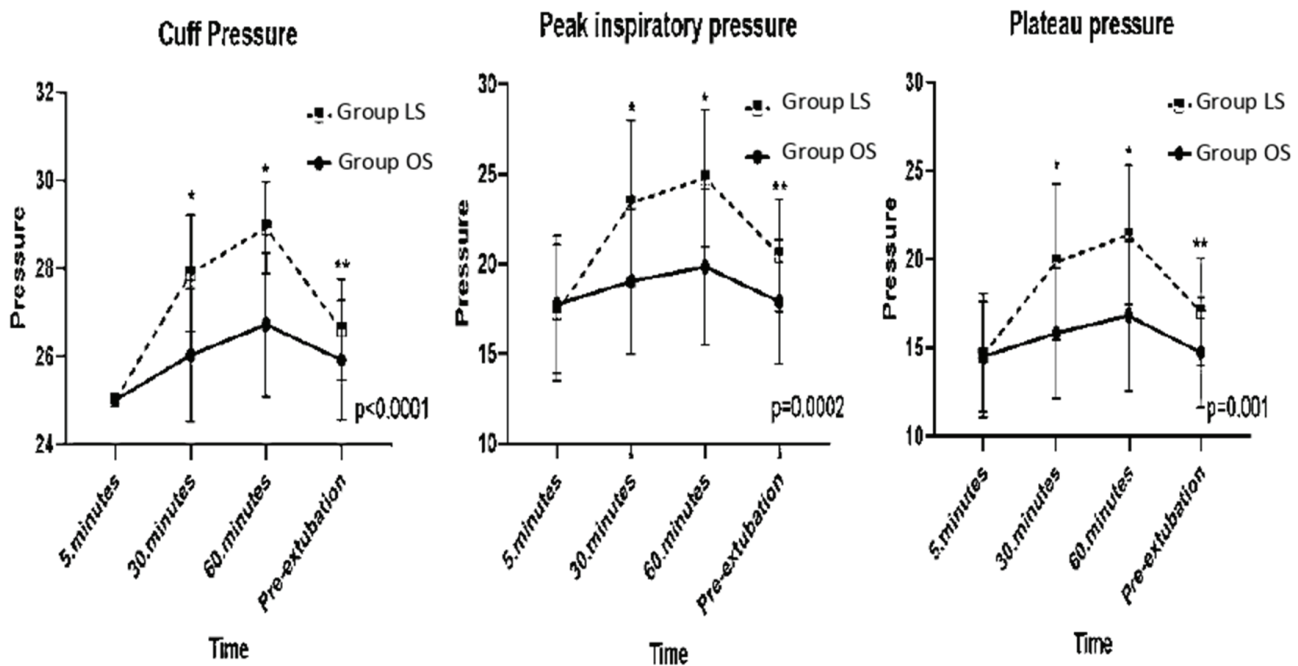 Cuff Pressure
32
30
28
26
24
Pressure
Group LS
Group OS
*
*
**
p<0.0001
5.minutes
30.minutes
60.minutes
Pre-extubation
Time
Peak inspiratory pressure
30
25
20
15
10
Pressure
Group LS
Group OS
*
*
**
p=0.0002
5.minutes
30.minutes
60.minutes
Pre-extubation
Time
Plateau pressure
30
25
20
15
10
Pressure
Group LS
Group OS
*
*
**
p=0.001
5.minutes
30.minutes
60.minutes
Pre-extubation
Time